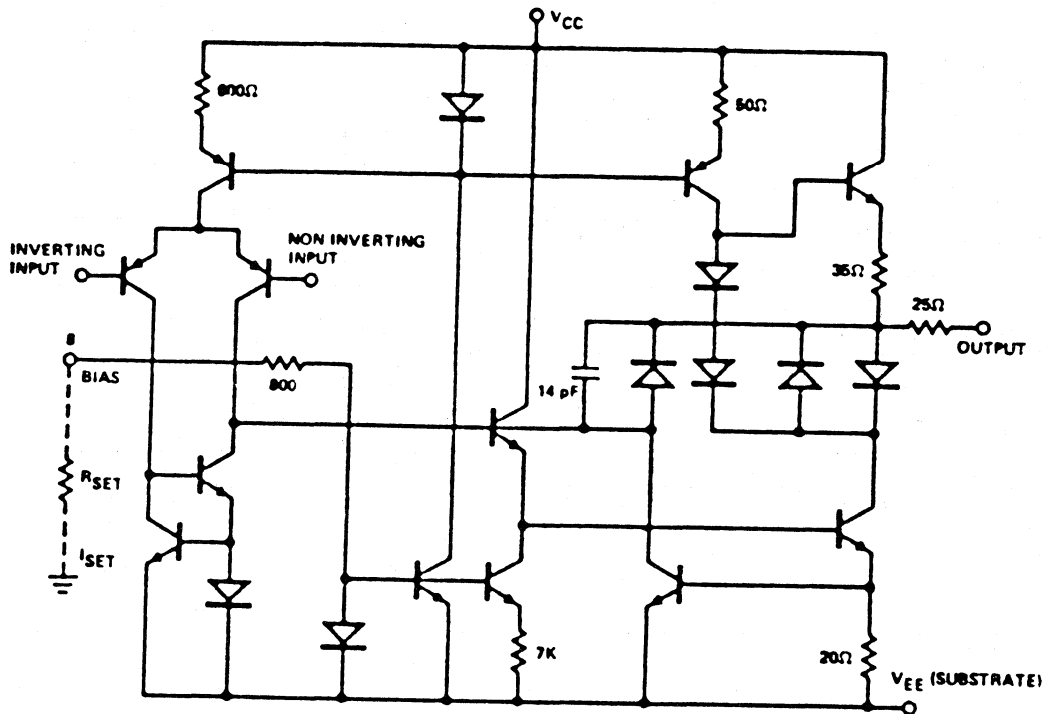 VCC
600Ω
50Ω
INVERTING
INPUT
NON INVERTING
INPUT
35Ω
25Ω
OUTPUT
8
BIAS
800
14 pF
RSET
ISET
7K
20Ω
VEE (SUBSTRATE)